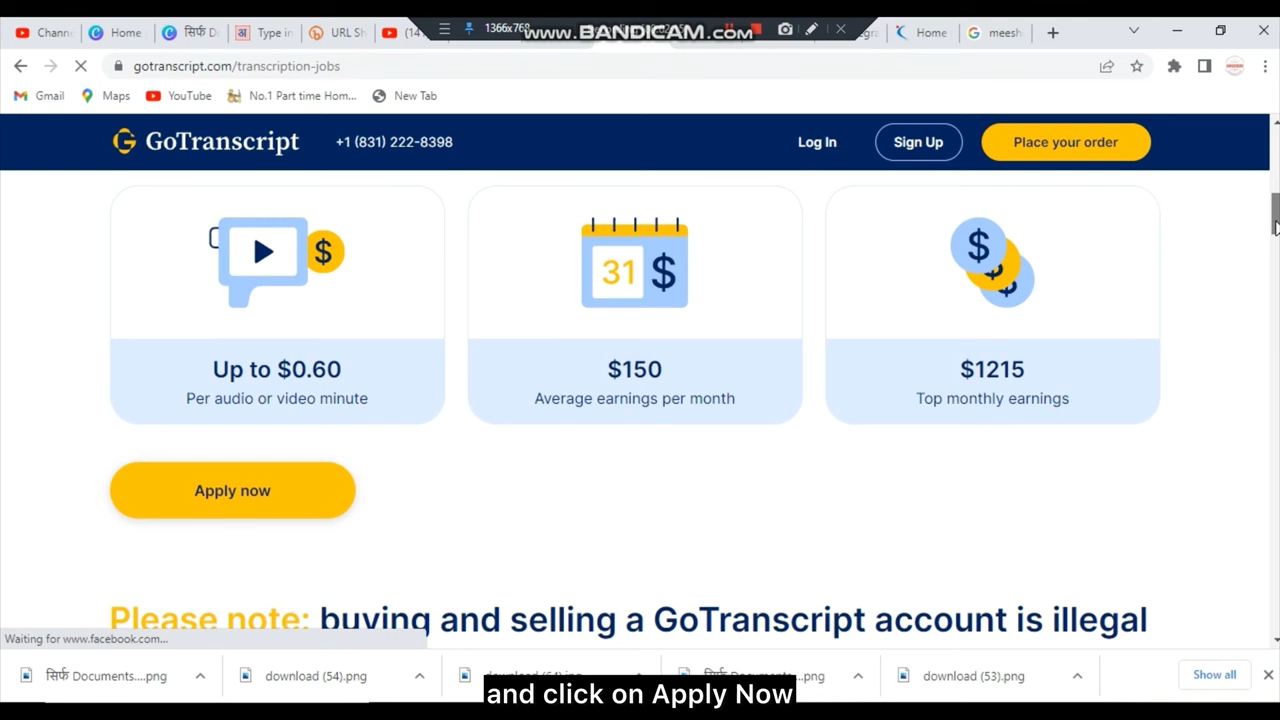 Chann
Home
सिर्फ D
Type in
URL Sh
1366x768
www.BANDICAM.com
Home
meesh
gotranscript.com/transcription-jobs
Gmail
Maps
YouTube
No.1 Part time Hom...
New Tab
GoTranscript
+1 (831) 222-8398
Log In
Sign Up
Place your order
31 $
Up to $0.60
Per audio or video minute
$150
Average earnings per month
$1215
Top monthly earnings
Apply now
Please note: buying and selling a GoTranscript account is illegal
Waiting for www.facebook.com...
सिर्फ Documents....png
download (54).png
download (53).png
Show all
and click on Apply Now